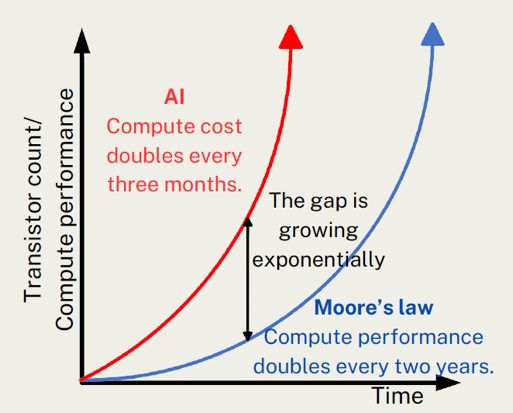 Transistor count/
Compute performance
AI
Compute cost
doubles every
three months.
The gap is
growing
exponentially
Moore's law
Compute performance
doubles every two years.
Time